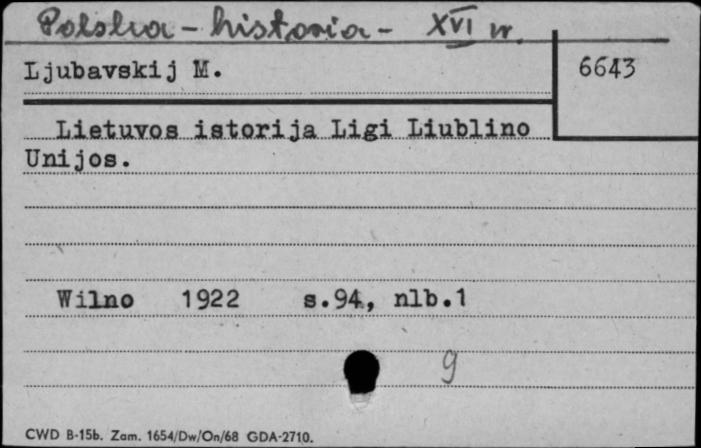 Polska - historia - XVI w.
Ljubavskij M.
6643
Lietuvos istorija Ligi Liublino
Unijos.
Wilno 1922 s.94, nlb.1
g
CWD B-15b. Zam. 1654/Dw/On/68 GDA-2710.